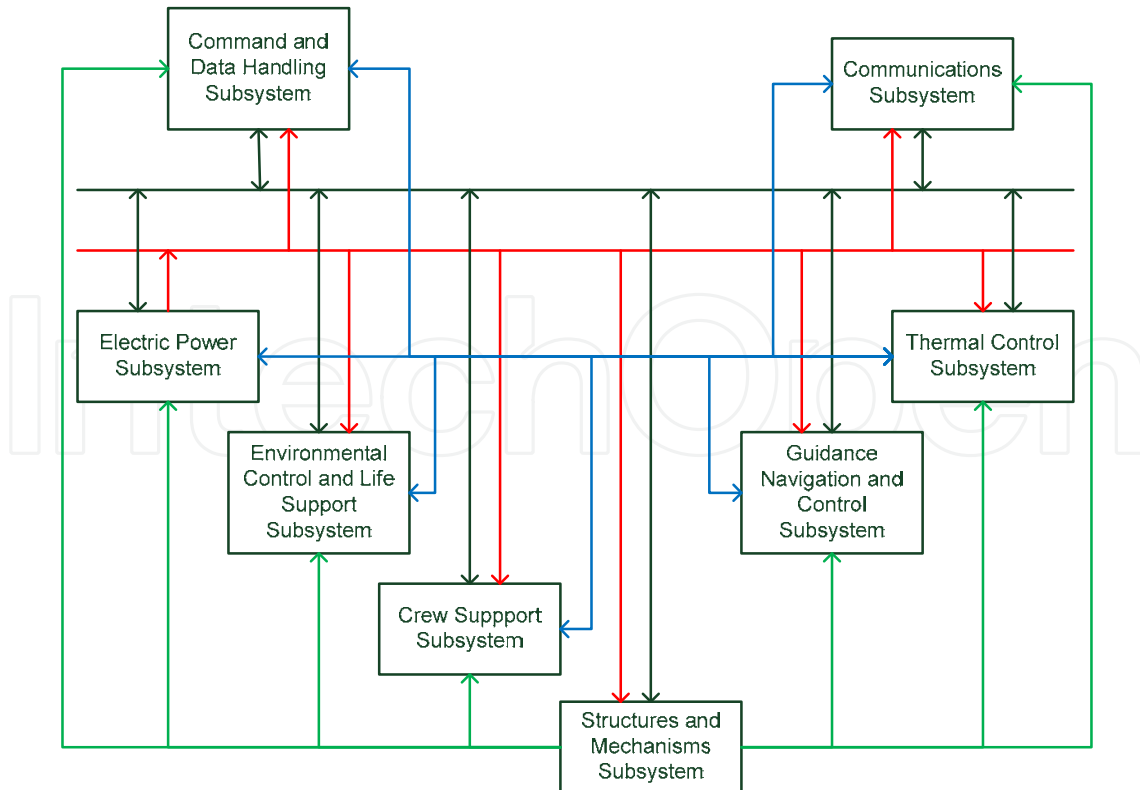 Command and
Data Handling
Subsystem
Communications
Subsystem
Electric Power
Subsystem
Thermal Control
Subsystem
Environmental
Control and Life
Support
Subsystem
Guidance
Navigation and
Control
Subsystem
Crew Suppport
Subsystem
Structures and
Mechanisms
Subsystem
IntechOpen